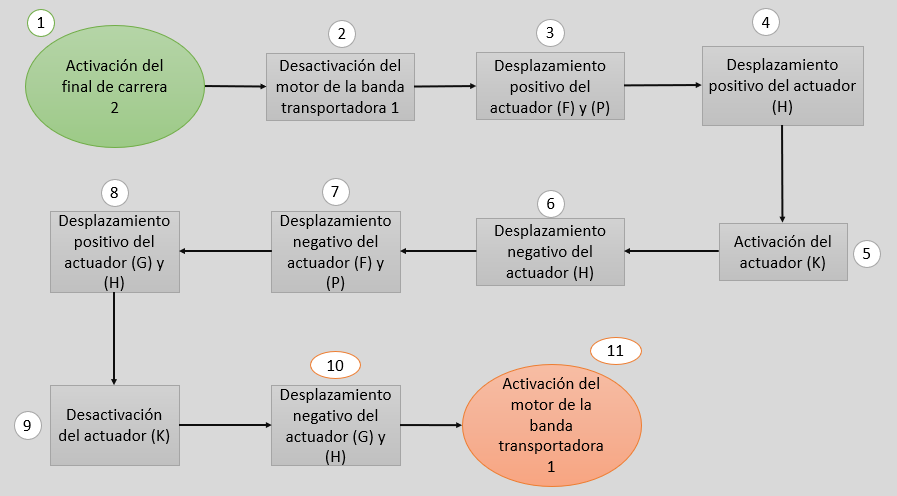 1
Activación del
final de carrera
2
2
Desactivación del
motor de la banda
transportadora 1
3
Desplazamiento
positivo del
actuador (F) y (P)
4
Desplazamiento
positivo del actuador
(H)
5
Activación del
actuador (K)
6
Desplazamiento
negativo del
actuador (H)
7
Desplazamiento
negativo del
actuador (F) y
(P)
8
Desplazamiento
positivo del
actuador (G) y
(H)
9
Desactivación
del actuador (K)
10
Desplazamiento
negativo del
actuador (G) y
(H)
11
Activación del
motor de la
banda
transportadora
1